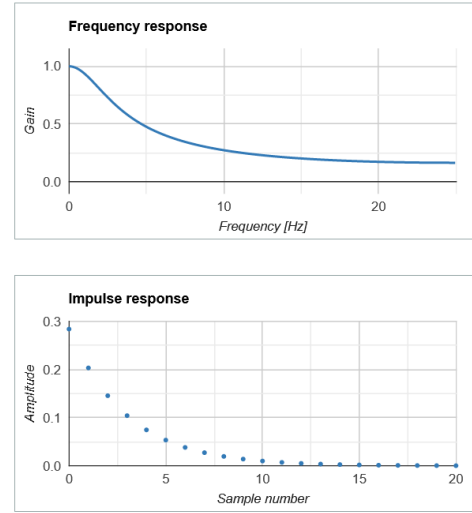 Frequency response
1.0
0.5
0.0
Gain
0 10 20
Frequency [Hz]
Impulse response
0.3
0.2
0.1
0.0
Amplitude
0 5 10 15 20
Sample number